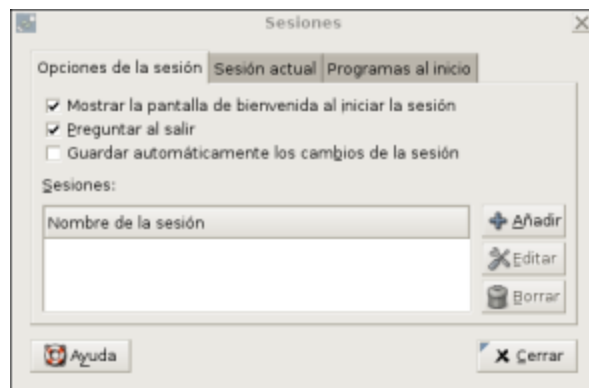 Sesiones
Opciones de la sesión Sesión actual Programas al inicio
Mostrar la pantalla de bienvenida al iniciar la sesión
Preguntar al salir
Guardar automáticamente los cambios de la sesión
Sesiones:
Nombre de la sesión
Añadir
Editar
Borrar
Ayuda
Cerrar